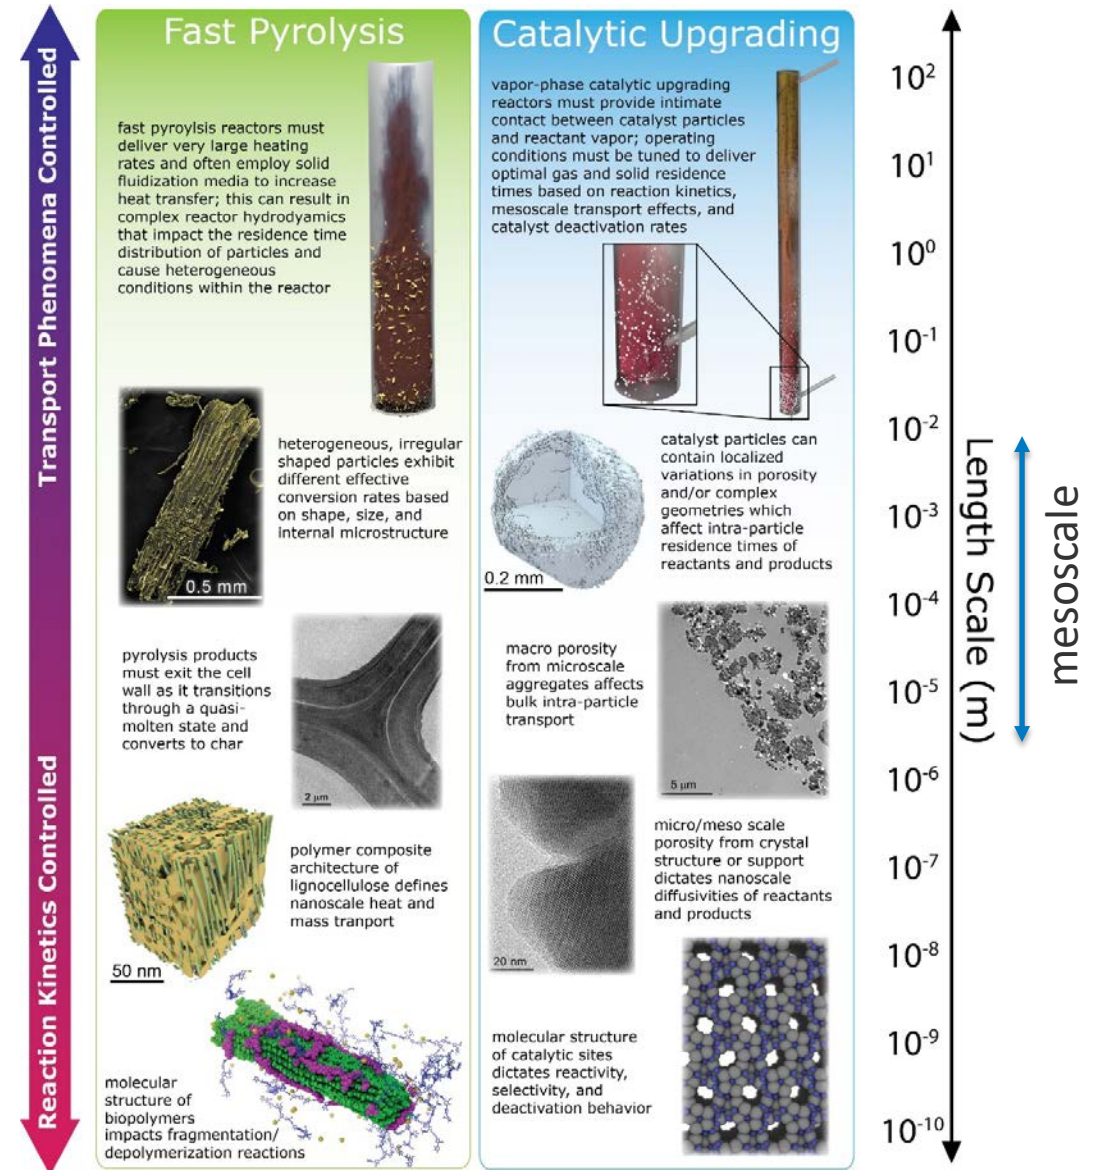 Transport Phenomena Controlled
Reaction Kinetics Controlled
Fast Pyrolysis
fast pyroylsis reactors must
deliver very large heating
rates and often employ solid
fluidization media to increase
heat transfer; this can result in
complex reactor hydrodyamics
that impact the residence time
distribution of particles and
cause heterogeneous
conditions within the reactor
0.5 mm
heterogeneous, irregular
shaped particles exhibit
different effective
conversion rates based
on shape, size, and
internal microstructure
pyrolysis products
must exit the cell
wall as it transitions
through a quasi-
molten state and
converts to char
2 µm
50 nm
polymer composite
architecture of
lignocellulose defines
nanoscale heat and
mass tranport
molecular
structure of
biopolymers
impacts fragmentation/
depolymerization reactions
Catalytic Upgrading
vapor-phase catalytic upgrading
reactors must provide intimate
contact between catalyst particles
and reactant vapor; operating
conditions must be tuned to deliver
optimal gas and solid residence
times based on reaction kinetics,
mesoscale transport effects, and
catalyst deactivation rates
0.2 mm
catalyst particles can
contain localized
variations in porosity
and/or complex
geometries which
affect intra-particle
residence times of
reactants and products
macro porosity
from microscale
aggregates affects
bulk intra-particle
transport
5 µm
20 nm
micro/meso scale
porosity from crystal
structure or support
dictates nanoscale
diffusivities of reactants
and products
molecular structure
of catalytic sites
dictates reactivity,
selectivity, and
deactivation behavior
10²
10¹
10⁰
10⁻¹
10⁻²
10⁻³
10⁻⁴
10⁻⁵
10⁻⁶
10⁻⁷
10⁻⁸
10⁻⁹
10⁻¹⁰
Length Scale (m)
mesoscale